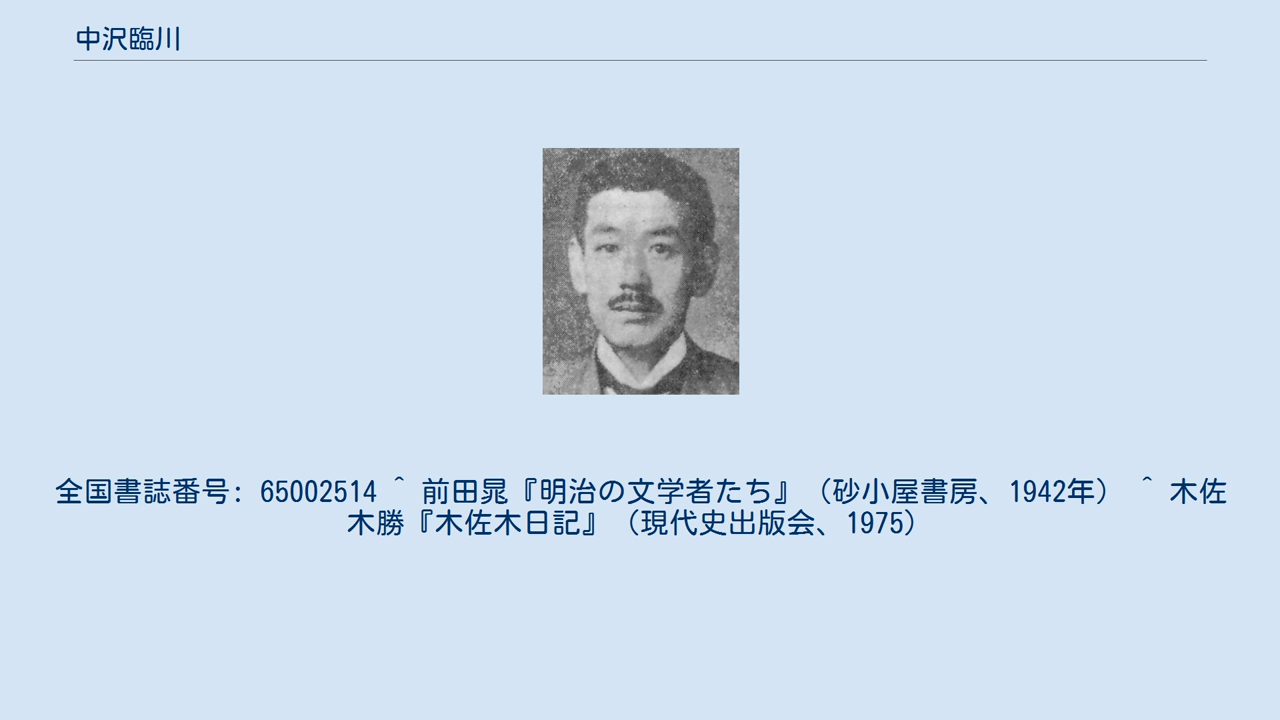 中沢臨川
全国書誌番号: 65002514 ^ 前田晁『明治の文学者たち』（砂小屋書房、1942年） ^ 木佐
木勝『木佐木日記』（現代史出版会、1975）